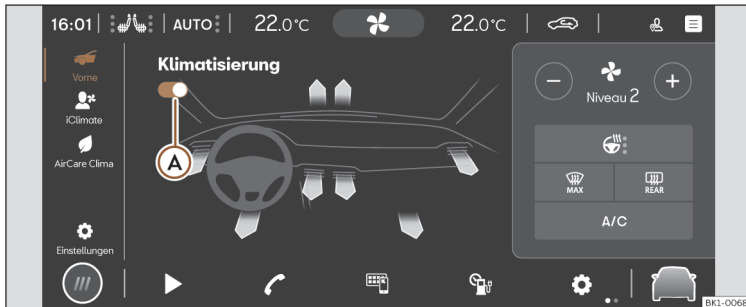 16:01 AUTO 22.0°C 22.0°C
Klimatisierung
Vorne
iClimate
AirCare Clima
Einstellungen
A
Niveau 2
MAX REAR
A/C
BK1-0068